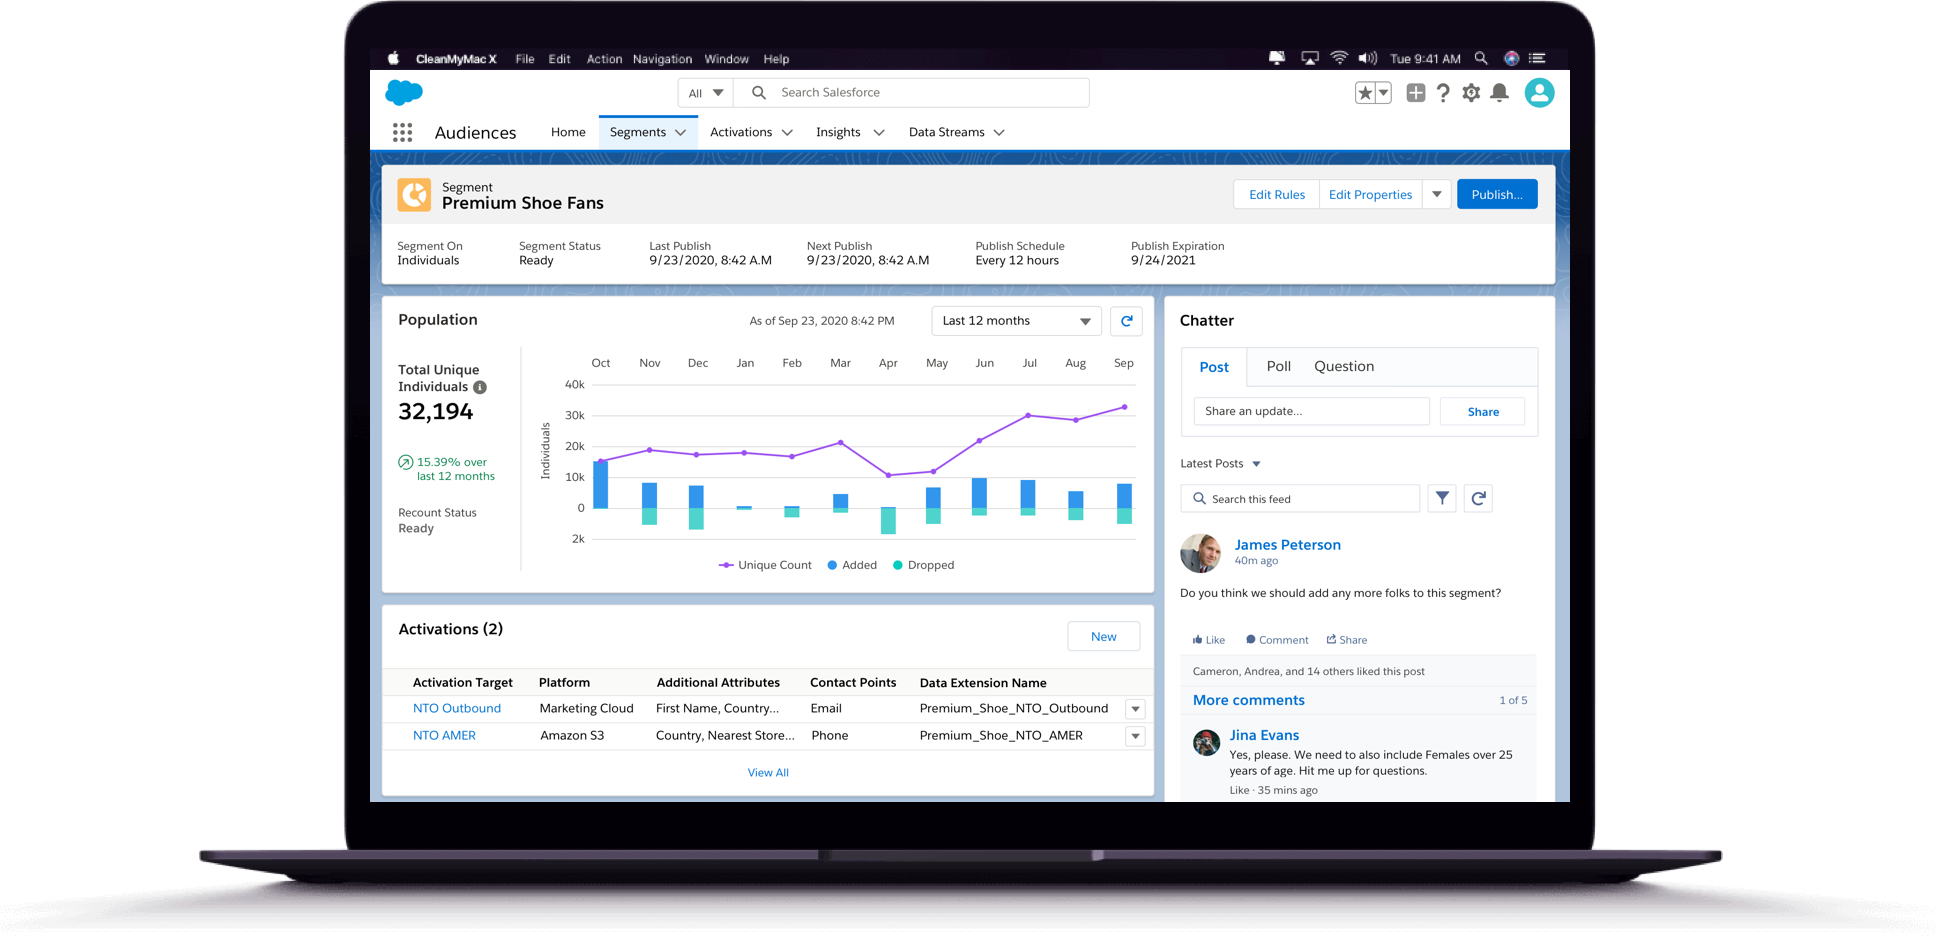 CleanMyMac X File Edit Action Navigation Window Help Tue 9:41 AM
All Search Salesforce
Audiences Home Segments Activations Insights Data Streams
Segment
Premium Shoe Fans
Edit Rules Edit Properties Publish...
Segment On Segment Status Last Publish Next Publish Publish Schedule Publish Expiration
Individuals Ready 9/23/2020, 8:42 A.M 9/23/2020, 8:42 A.M Every 12 hours 9/24/2021
Population
As of Sep 23, 2020 8:42 PM
Last 12 months
Total Unique
Individuals
32,194
15.39% over
last 12 months
Recount Status
Ready
Oct Nov Dec Jan Feb Mar Apr May Jun Jul Aug Sep
40k
30k
20k
10k
0
2k
Individuals
Unique Count Added Dropped
Activations (2)
New
Activation Target Platform Additional Attributes Contact Points Data Extension Name
NTO Outbound Marketing Cloud First Name, Country... Email Premium_Shoe_NTO_Outbound
NTO AMER Amazon S3 Country, Nearest Store... Phone Premium_Shoe_NTO_AMER
View All
Chatter
Post Poll Question
Share an update... Share
Latest Posts
Search this feed
James Peterson
40m ago
Do you think we should add any more folks to this segment?
Like Comment Share
Cameron, Andrea, and 14 others liked this post
More comments 1 of 5
Jina Evans
Yes, please. We need to also include Females over 25
years of age. Hit me up for questions.
Like · 35 mins ago